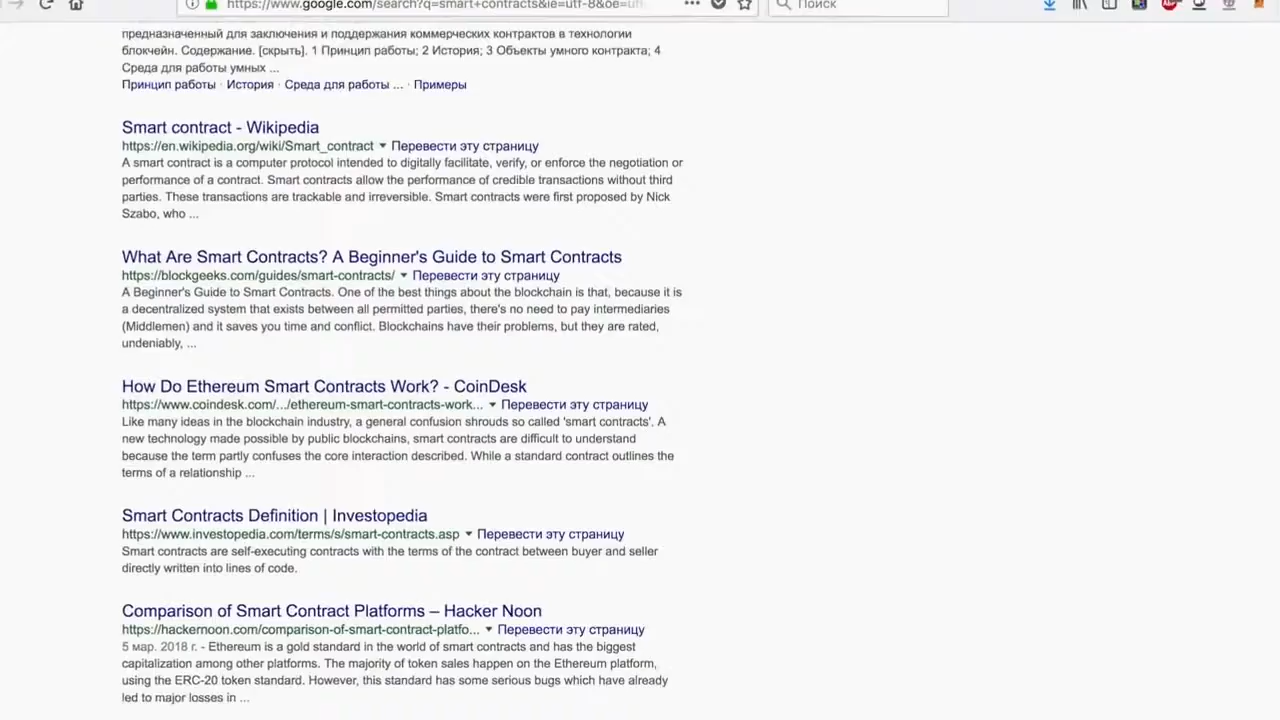 https://www.google.com/search?q=smart+contracts&ie=utf-8&oe=ut
Поиск
предназначенный для заключения и поддержания коммерческих контрактов в технологии
блокчейн. Содержание. [скрыть]. 1 Принцип работы; 2 История; 3 Объекты умного контракта; 4
Среда для работы умных ...
Принцип работы · История · Среда для работы ... · Примеры
Smart contract - Wikipedia
https://en.wikipedia.org/wiki/Smart_contract ▼ Перевести эту страницу
A smart contract is a computer protocol intended to digitally facilitate, verify, or enforce the negotiation or
performance of a contract. Smart contracts allow the performance of credible transactions without third
parties. These transactions are trackable and irreversible. Smart contracts were first proposed by Nick
Szabo, who ...
What Are Smart Contracts? A Beginner's Guide to Smart Contracts
https://blockgeeks.com/guides/smart-contracts/ ▼ Перевести эту страницу
A Beginner's Guide to Smart Contracts. One of the best things about the blockchain is that, because it is
a decentralized system that exists between all permitted parties, there's no need to pay intermediaries
(Middlemen) and it saves you time and conflict. Blockchains have their problems, but they are rated,
undeniably, ...
How Do Ethereum Smart Contracts Work? - CoinDesk
https://www.coindesk.com/.../ethereum-smart-contracts-work... ▼ Перевести эту страницу
Like many ideas in the blockchain industry, a general confusion shrouds so called 'smart contracts'. A
new technology made possible by public blockchains, smart contracts are difficult to understand
because the term partly confuses the core interaction described. While a standard contract outlines the
terms of a relationship ...
Smart Contracts Definition | Investopedia
https://www.investopedia.com/terms/s/smart-contracts.asp ▼ Перевести эту страницу
Smart contracts are self-executing contracts with the terms of the contract between buyer and seller
directly written into lines of code.
Comparison of Smart Contract Platforms – Hacker Noon
https://hackernoon.com/comparison-of-smart-contract-platfo... ▼ Перевести эту страницу
5 мар. 2018 г. - Ethereum is a gold standard in the world of smart contracts and has the biggest
capitalization among other platforms. The majority of token sales happen on the Ethereum platform,
using the ERC-20 token standard. However, this standard has some serious bugs which have already
led to major losses in ...